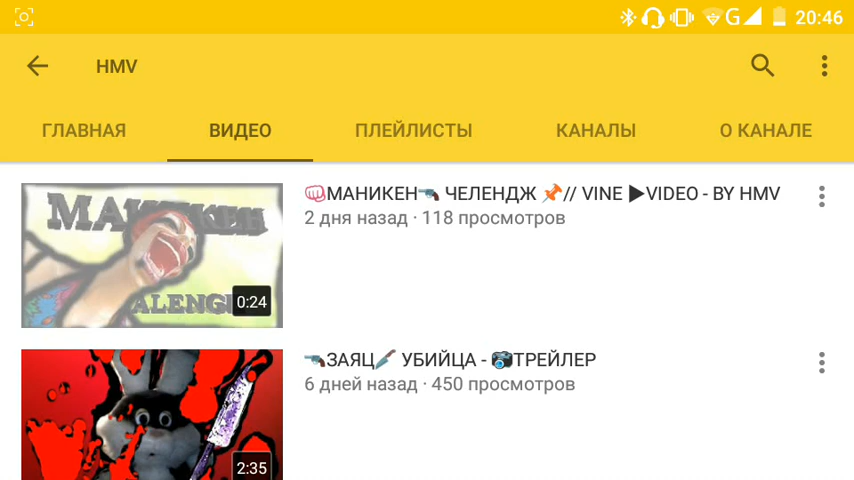 20:46
HMV
ГЛАВНАЯ
ВИДЕО
ПЛЕЙЛИСТЫ
КАНАЛЫ
О КАНАЛЕ
👊МАНИКЕН🔫 ЧЕЛЕНДЖ 📌// VINE ▶VIDEO - BY HMV
2 дня назад · 118 просмотров
МАНИКЕН
0:24
🔫ЗАЯЦ🔪 УБИЙЦА - 📷ТРЕЙЛЕР
6 дней назад · 450 просмотров
2:35